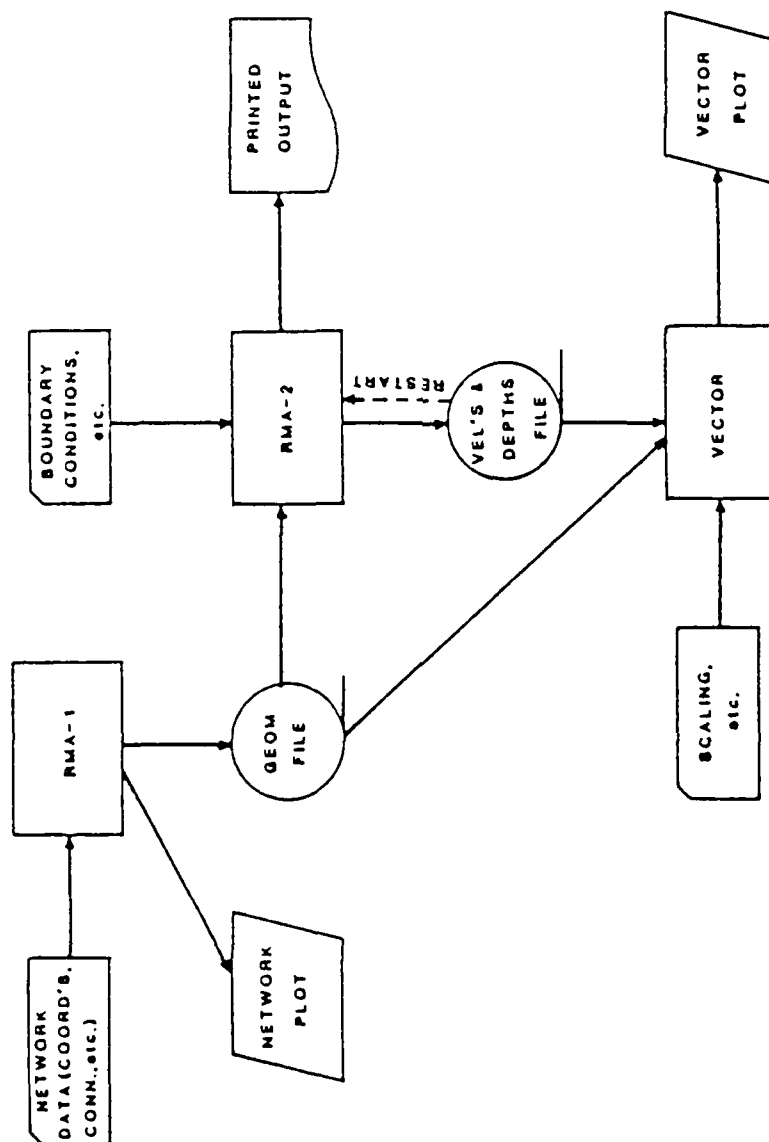 NETWORK
DATA (COORD'S,
CONN., etc.)
RMA-1
NETWORK
PLOT
GEOM
FILE
BOUNDARY
CONDITIONS,
etc.
RMA-2
PRINTED
OUTPUT
RESTART
VEL'S &
DEPTHS
FILE
SCALING,
etc.
VECTOR
VECTOR
PLOT